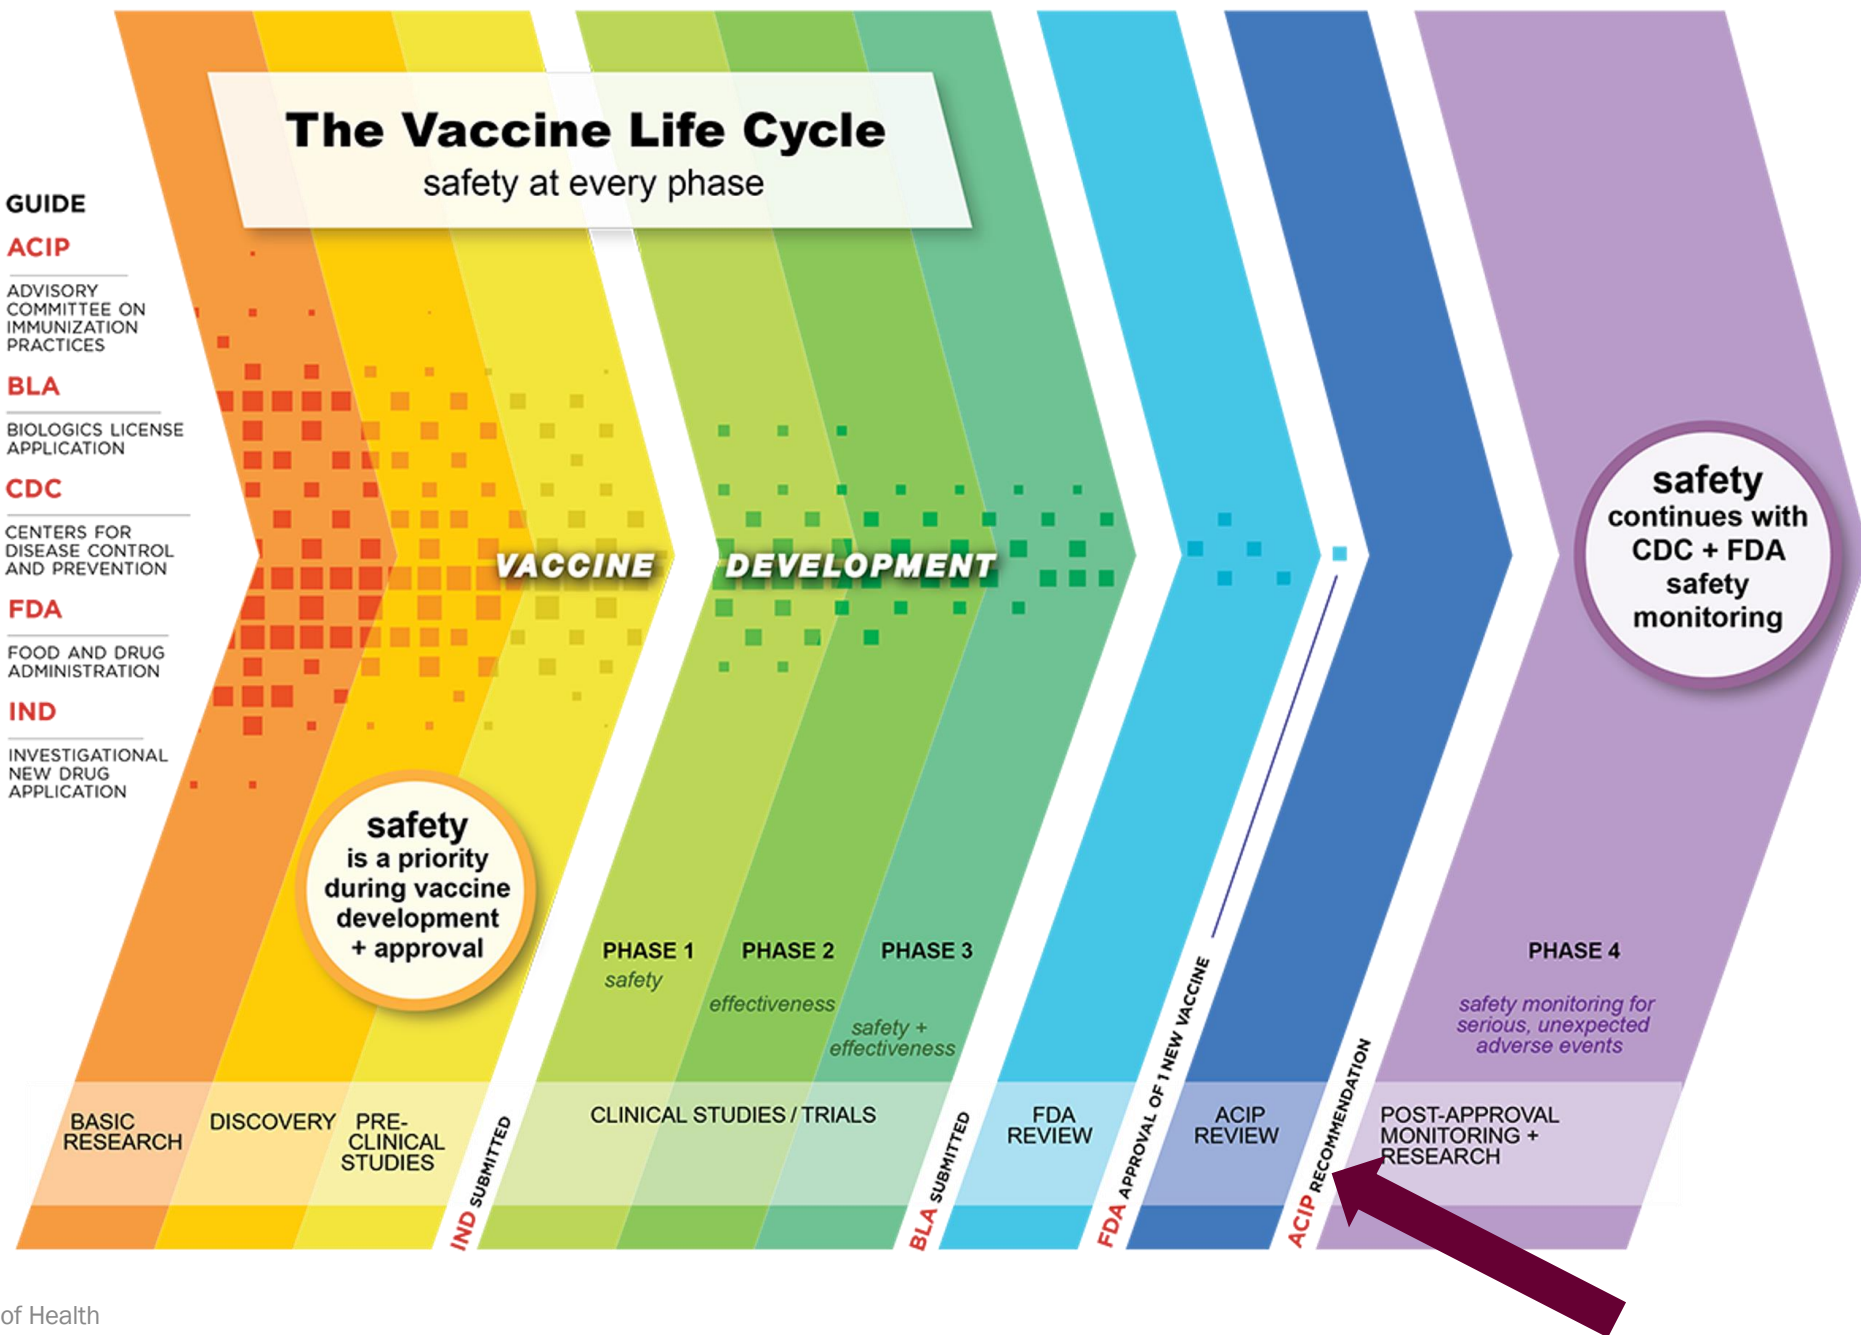 The Vaccine Life Cycle
safety at every phase
GUIDE
ACIP
ADVISORY
COMMITTEE ON
IMMUNIZATION
PRACTICES
BLA
BIOLOGICS LICENSE
APPLICATION
CDC
CENTERS FOR
DISEASE CONTROL
AND PREVENTION
FDA
FOOD AND DRUG
ADMINISTRATION
IND
INVESTIGATIONAL
NEW DRUG
APPLICATION
VACCINE DEVELOPMENT
safety
continues with
CDC + FDA
safety
monitoring
safety
is a priority
during vaccine
development
+ approval
PHASE 1
safety
PHASE 2
effectiveness
PHASE 3
safety +
effectiveness
PHASE 4
safety monitoring for
serious, unexpected
adverse events
BASIC
RESEARCH
DISCOVERY
PRE-
CLINICAL
STUDIES
IND SUBMITTED
CLINICAL STUDIES / TRIALS
BLA SUBMITTED
FDA
REVIEW
FDA APPROVAL OF 1 NEW VACCINE
ACIP
REVIEW
ACIP RECOMMENDATION
POST-APPROVAL
MONITORING +
RESEARCH
of Health